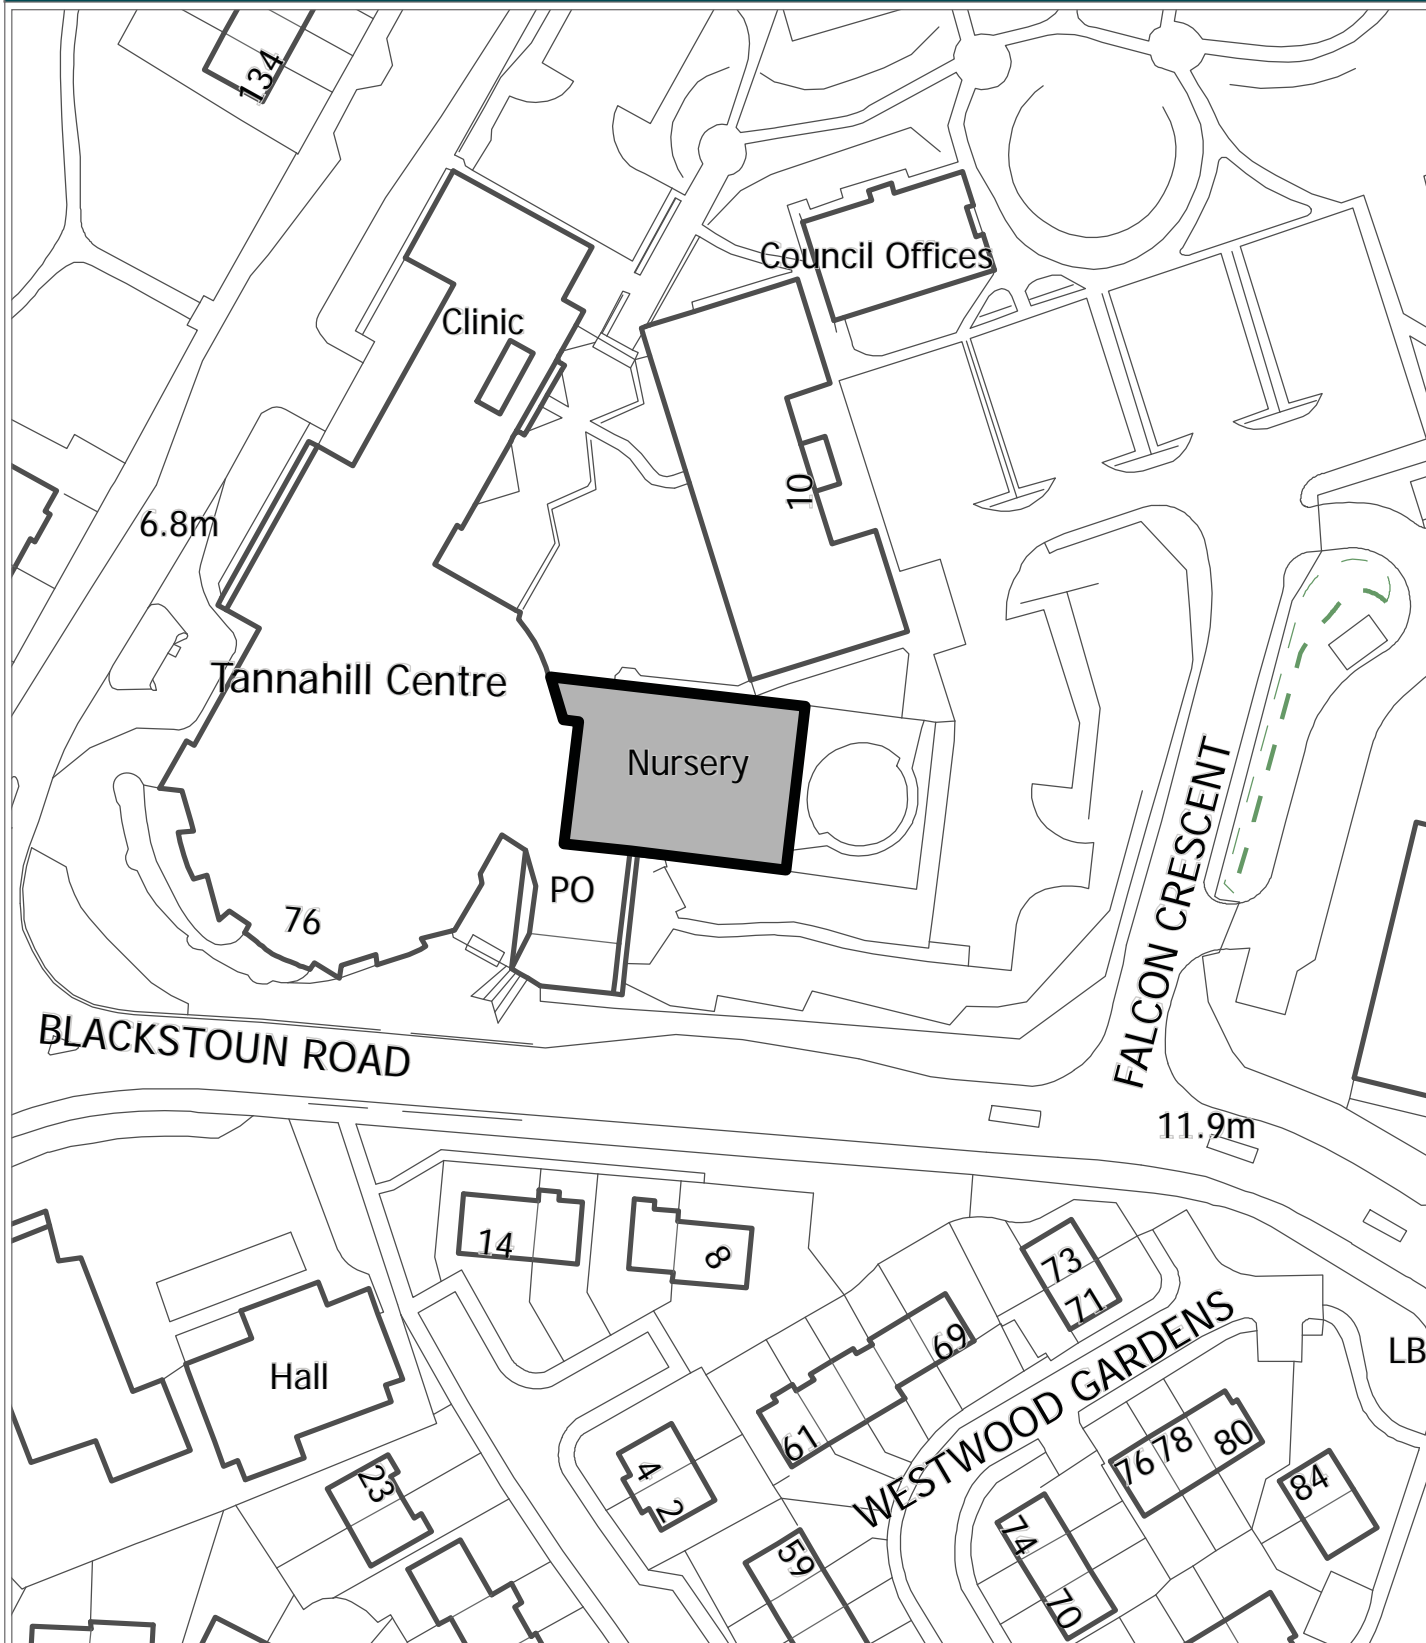 134
Council Offices
Clinic
10
6.8m
Tannahill Centre
Nursery
FALCON CRESCENT
PO
76
BLACKSTOUN ROAD
11.9m
14
8
73
71
69
WESTWOOD GARDENS
LB
Hall
61
76
78
80
4
2
23
84
74
59
70